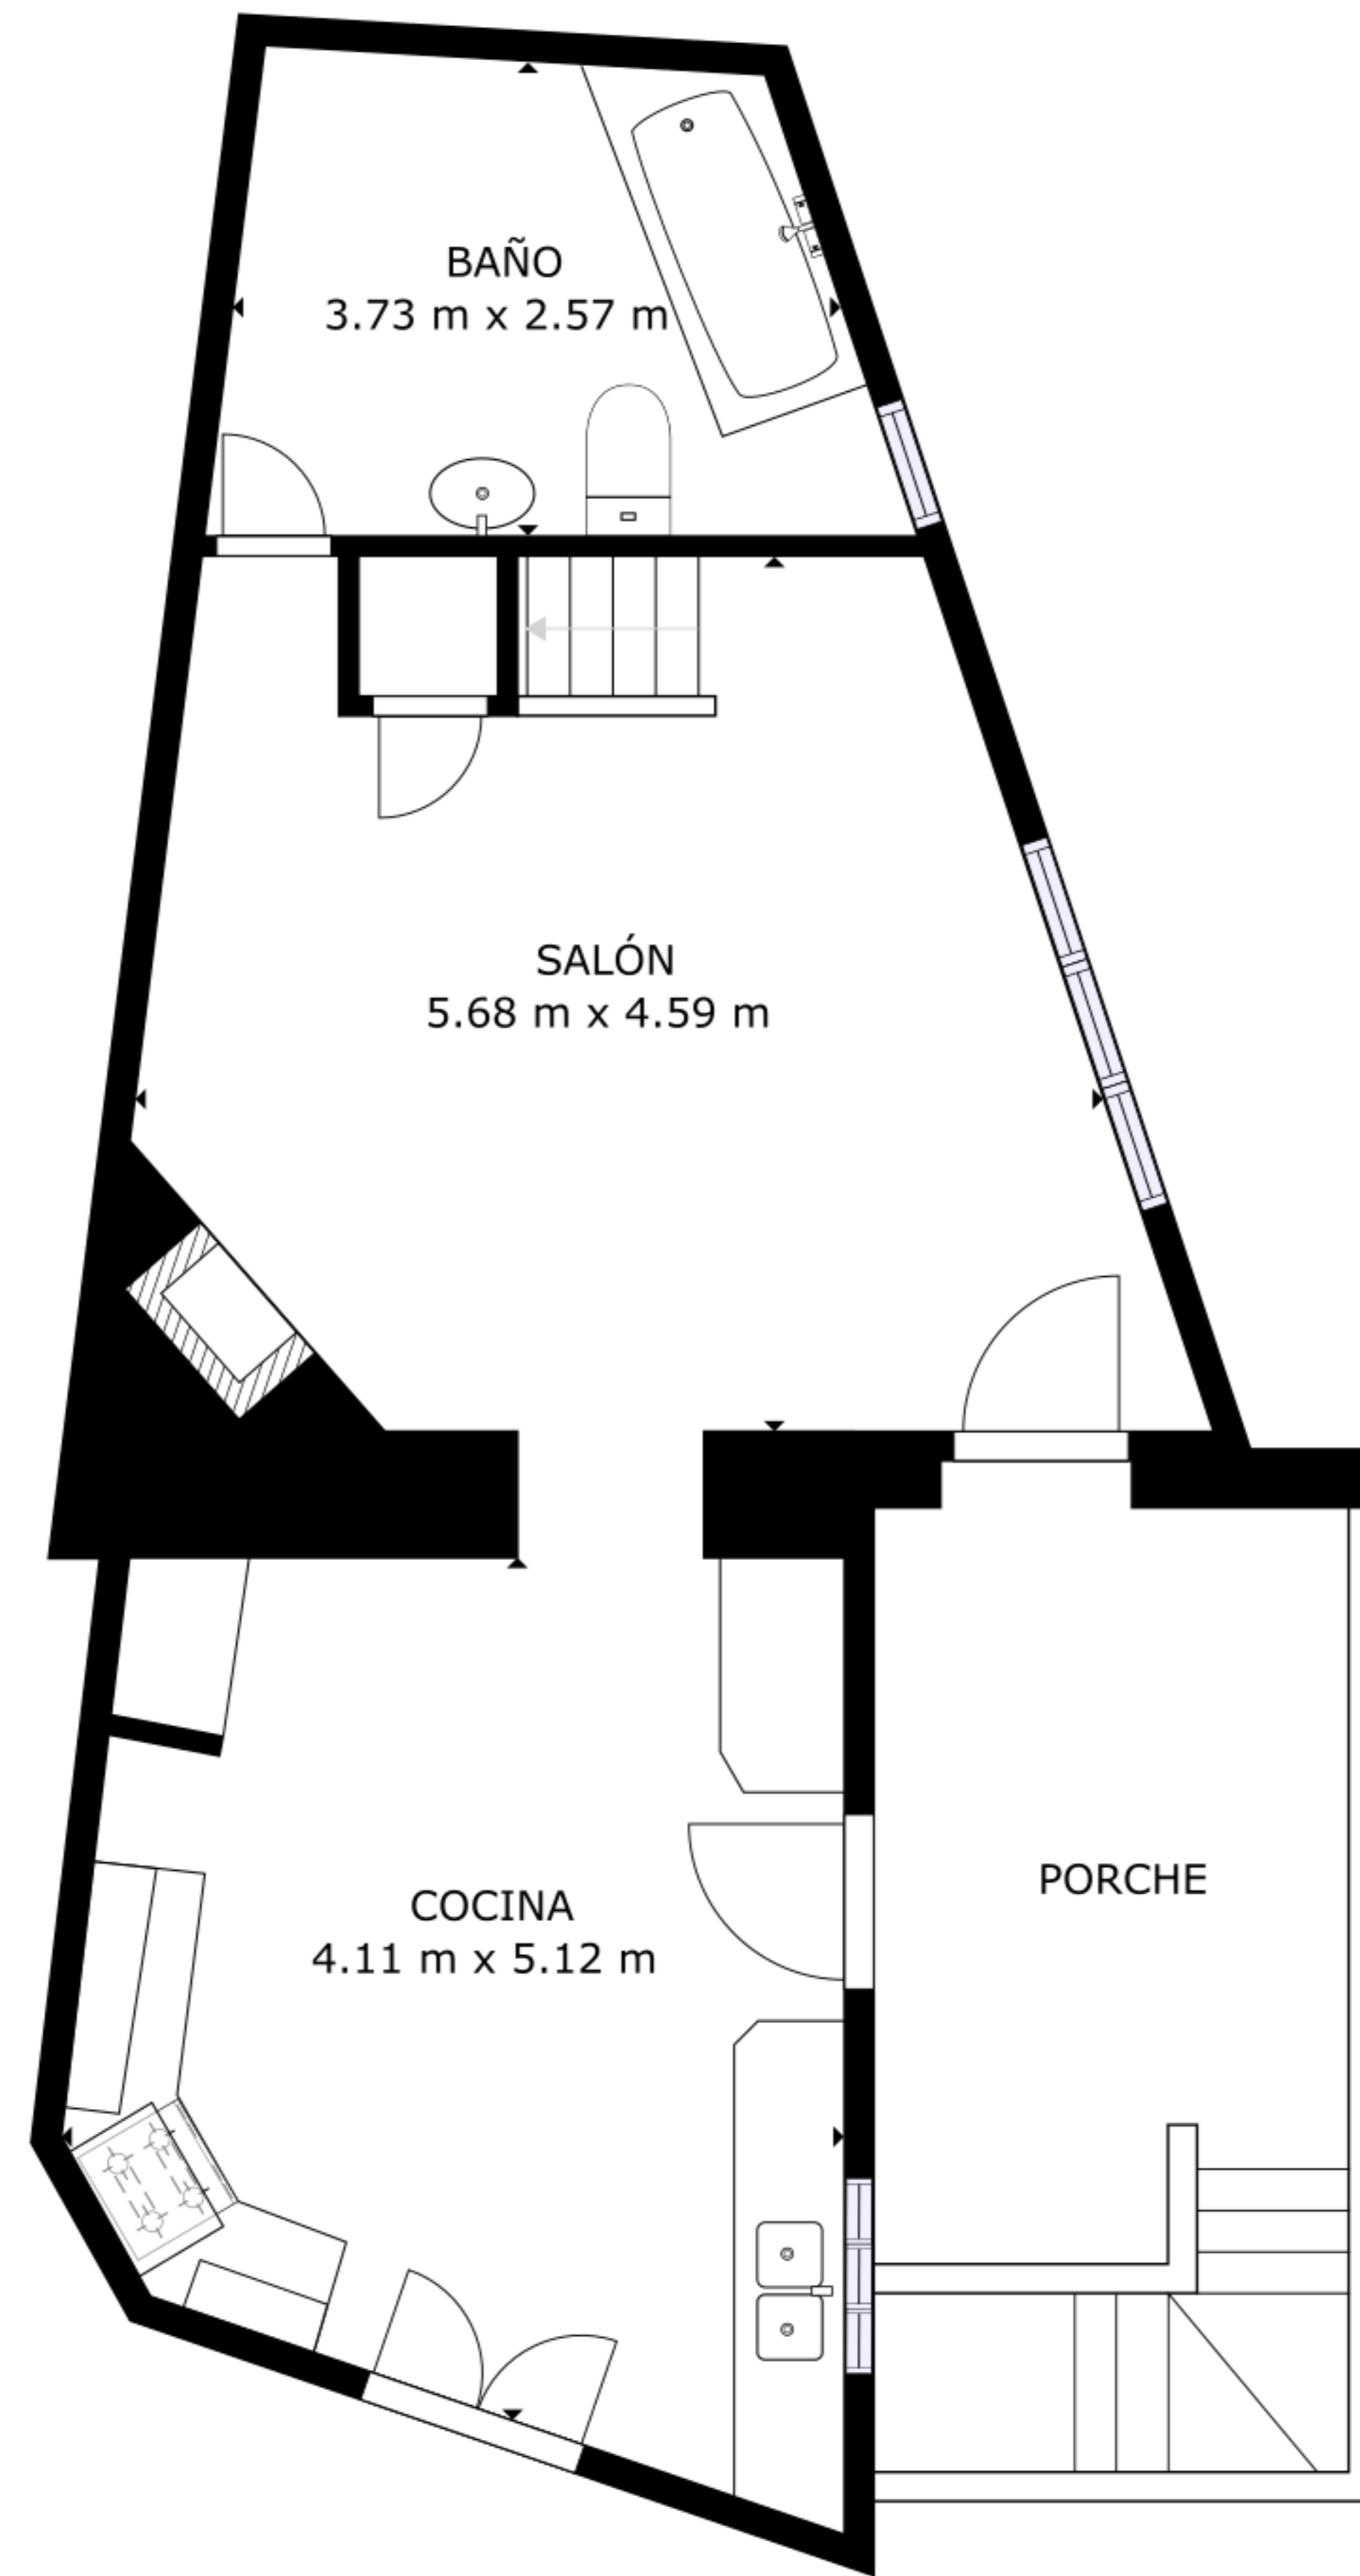 BAÑO
3.73 m x 2.57 m
SALÓN
5.68 m x 4.59 m
COCINA
4.11 m x 5.12 m
PORCHE